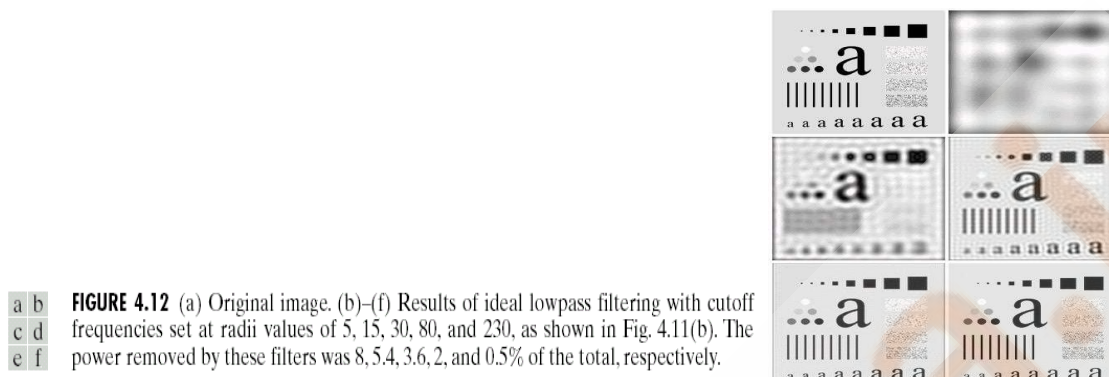 a b
c d
e f
FIGURE 4.12 (a) Original image. (b)–(f) Results of ideal lowpass filtering with cutoff
frequencies set at radii values of 5, 15, 30, 80, and 230, as shown in Fig. 4.11(b). The
power removed by these filters was 8, 5.4, 3.6, 2, and 0.5% of the total, respectively.
a
a a a a a a a a
a
a
a a a a a a a a
a
a
a a a a a a a a
a a a a a a a a